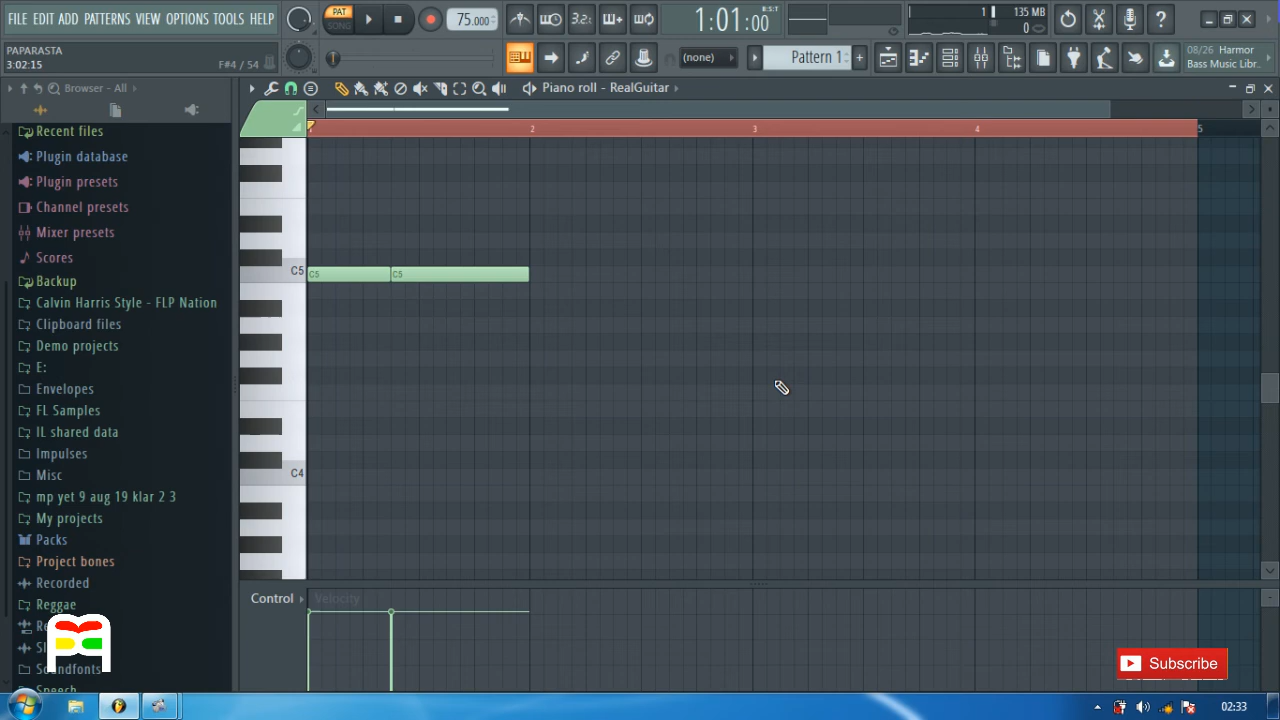 FILE EDIT ADD PATTERNS VIEW OPTIONS TOOLS HELP
PAPARASTA
3:02:15
F#4 / 54
PAT
SONG
75.000
3.2
1:01:00
B:S:T
1
135 MB
0
(none)
Pattern 1
08/26 Harmor
Bass Music Libr..
Browser - All
Piano roll - RealGuitar
Recent files
Plugin database
Plugin presets
Channel presets
Mixer presets
Scores
Backup
Calvin Harris Style - FLP Nation
Clipboard files
Demo projects
E:
Envelopes
FL Samples
IL shared data
Impulses
Misc
mp yet 9 aug 19 klar 2 3
My projects
Packs
Project bones
Recorded
Reggae
Soundfonts
Speech
1
2
3
4
5
C5
C5
C5
C4
Control
Velocity
Subscribe
02:33